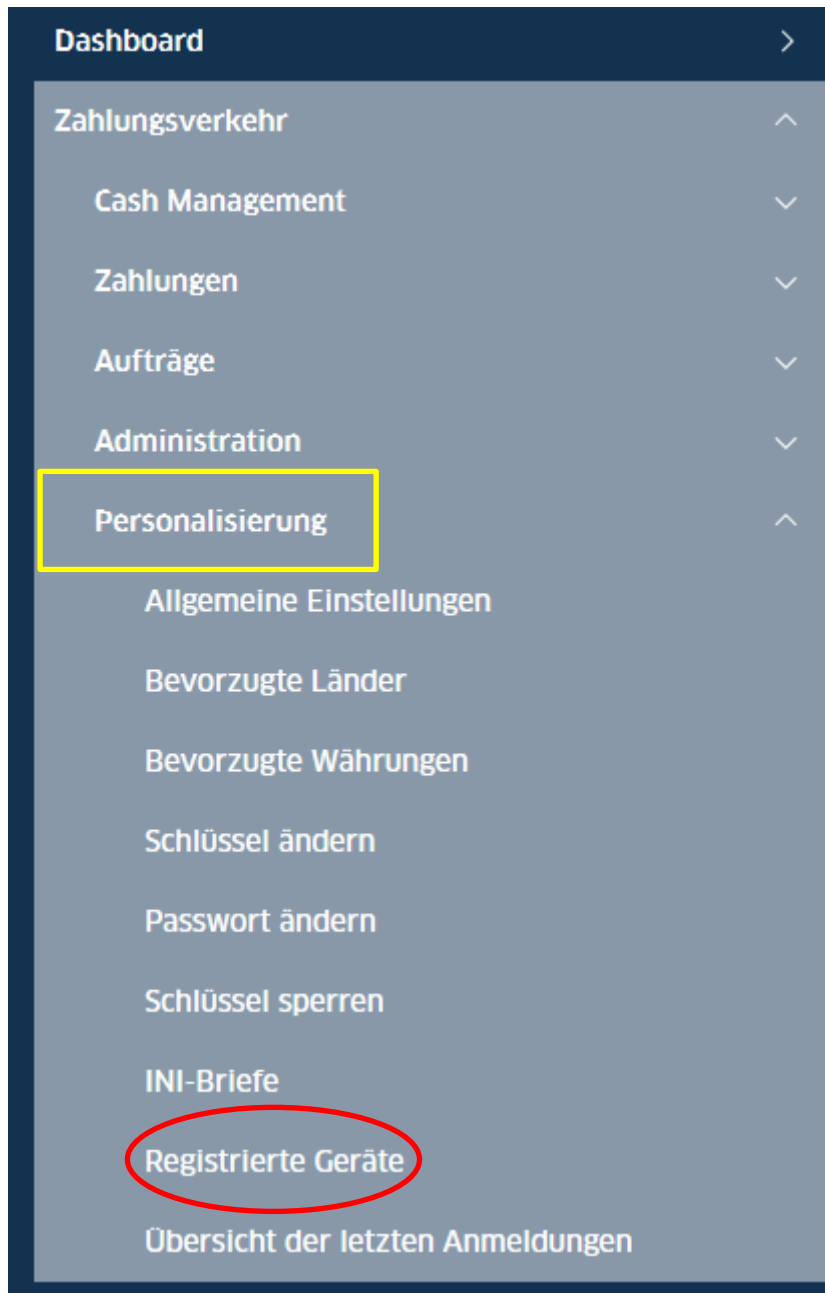 Dashboard
Zahlungsverkehr
Cash Management
Zahlungen
Aufträge
Administration
Personalisierung
Allgemeine Einstellungen
Bevorzugte Länder
Bevorzugte Währungen
Schlüssel ändern
Passwort ändern
Schlüssel sperren
INI-Briefe
Registrierte Geräte
Übersicht der letzten Anmeldungen